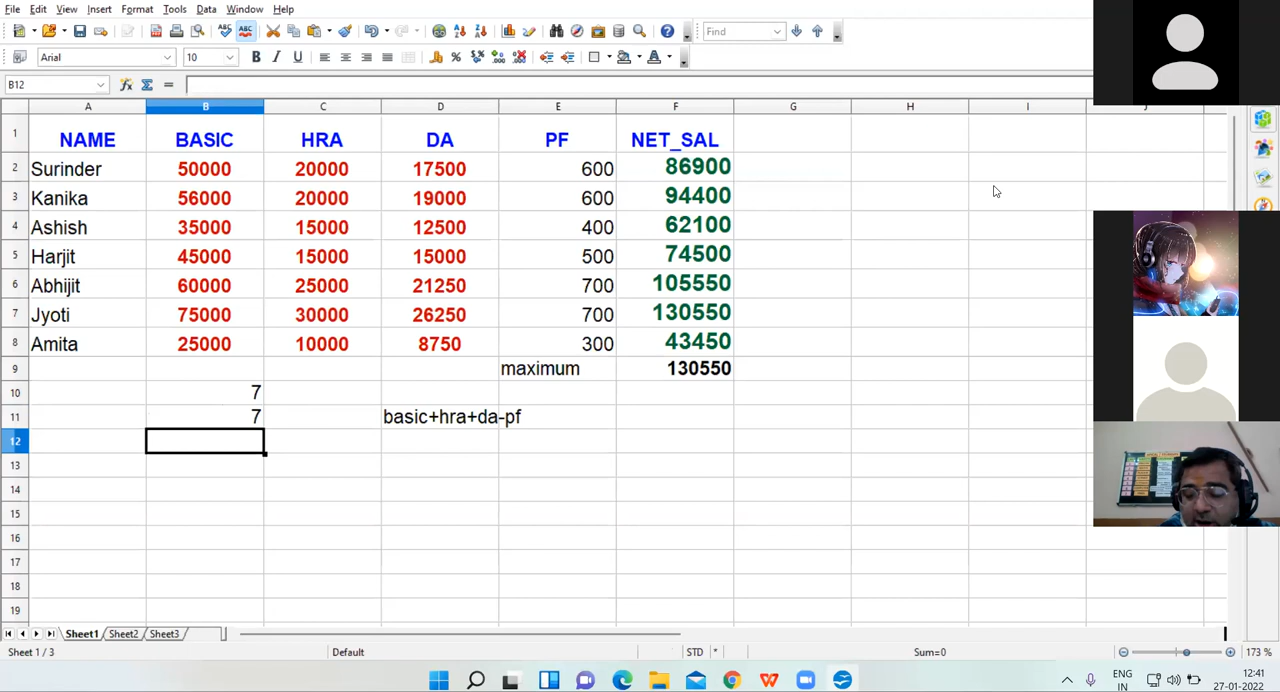 File Edit View Insert Format Tools Data Window Help
Find
Arial 10 B I U
B12
A B C D E F G H I J
1 NAME BASIC HRA DA PF NET_SAL
2 Surinder 50000 20000 17500 600 86900
3 Kanika 56000 20000 19000 600 94400
4 Ashish 35000 15000 12500 400 62100
5 Harjit 45000 15000 15000 500 74500
6 Abhijit 60000 25000 21250 700 105550
7 Jyoti 75000 30000 26250 700 130550
8 Amita 25000 10000 8750 300 43450
9 maximum 130550
10 7
11 7 basic+hra+da-pf
12
13
14
15
16
17
18
19
Sheet1 Sheet2 Sheet3
Sheet 1 / 3 Default STD * Sum=0 173 %
ENG 12:41
IN 27-01-2022